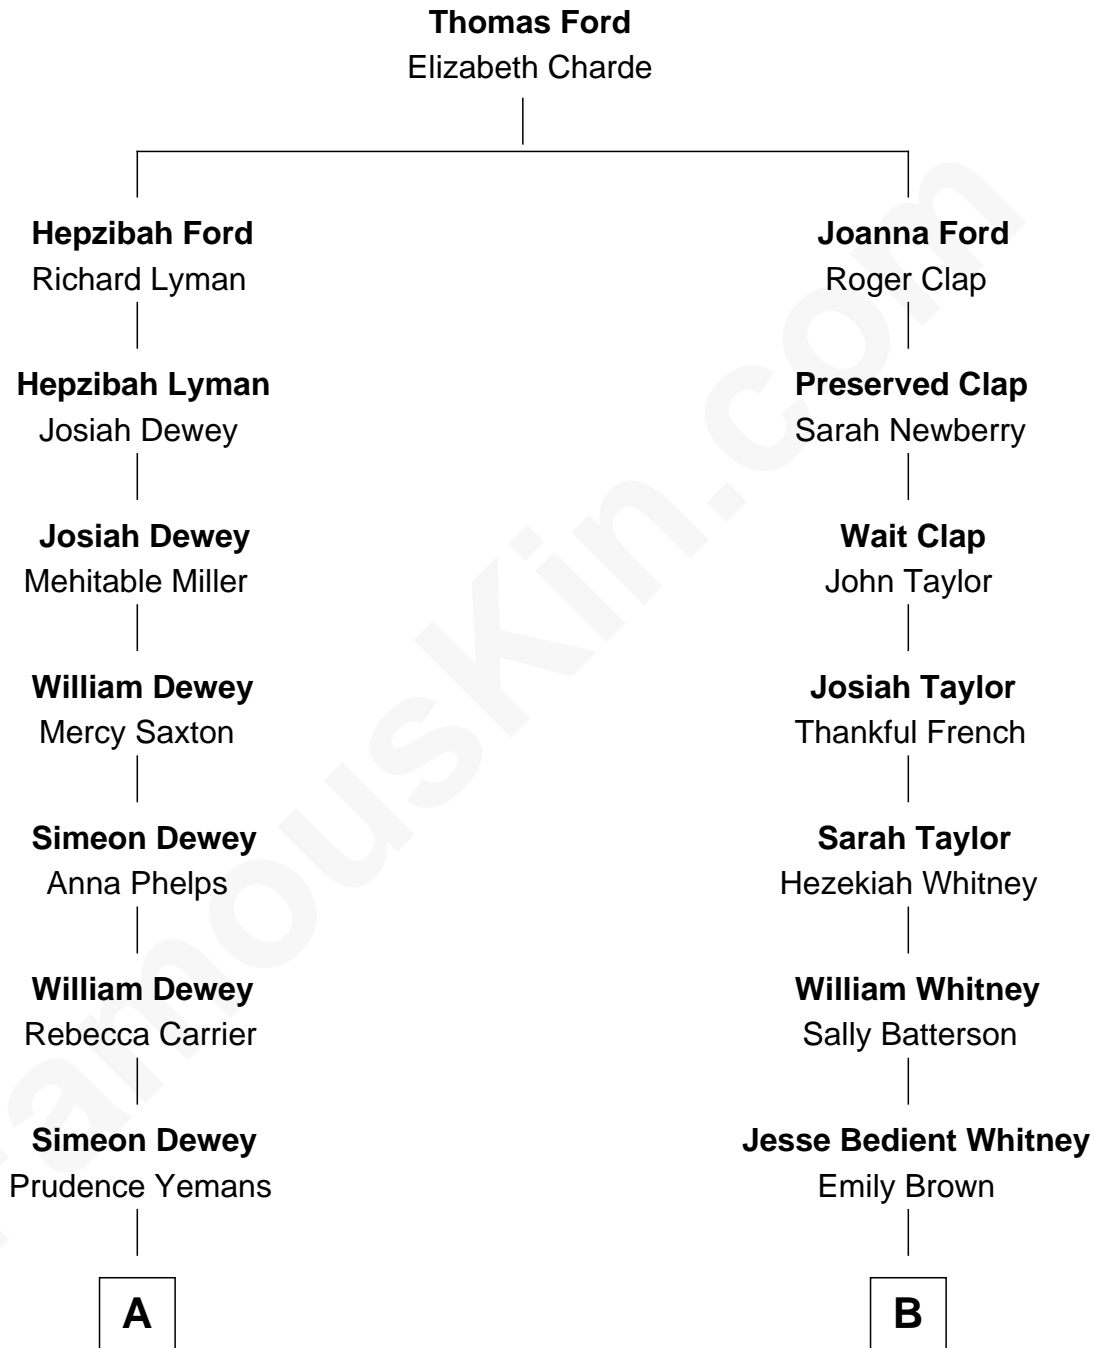 Thomas Ford
Elizabeth Charde
Hepzibah Ford
Richard Lyman
Joanna Ford
Roger Clap
Hepzibah Lyman
Josiah Dewey
Preserved Clap
Sarah Newberry
Josiah Dewey
Mehitable Miller
Wait Clap
John Taylor
William Dewey
Mercy Saxton
Josiah Taylor
Thankful French
Simeon Dewey
Anna Phelps
Sarah Taylor
Hezekiah Whitney
William Dewey
Rebecca Carrier
William Whitney
Sally Batterson
Simeon Dewey
Prudence Yemans
Jesse Bedient Whitney
Emily Brown
A
B
FamousKin.com